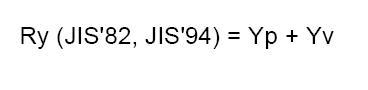 Ry (JIS'82, JIS'94) = Yp + Yv